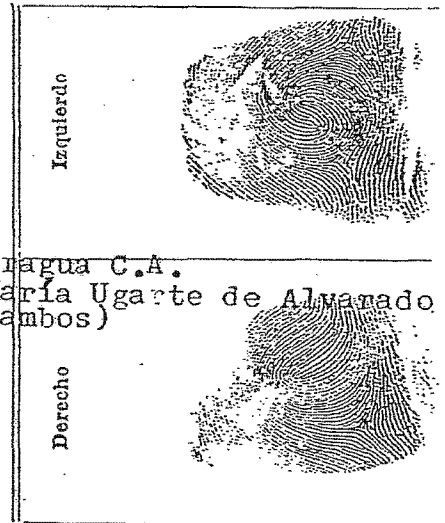 Izquierdo
ragua C.A.
aría Ugarte de Alvarado
ambos)
Derecho